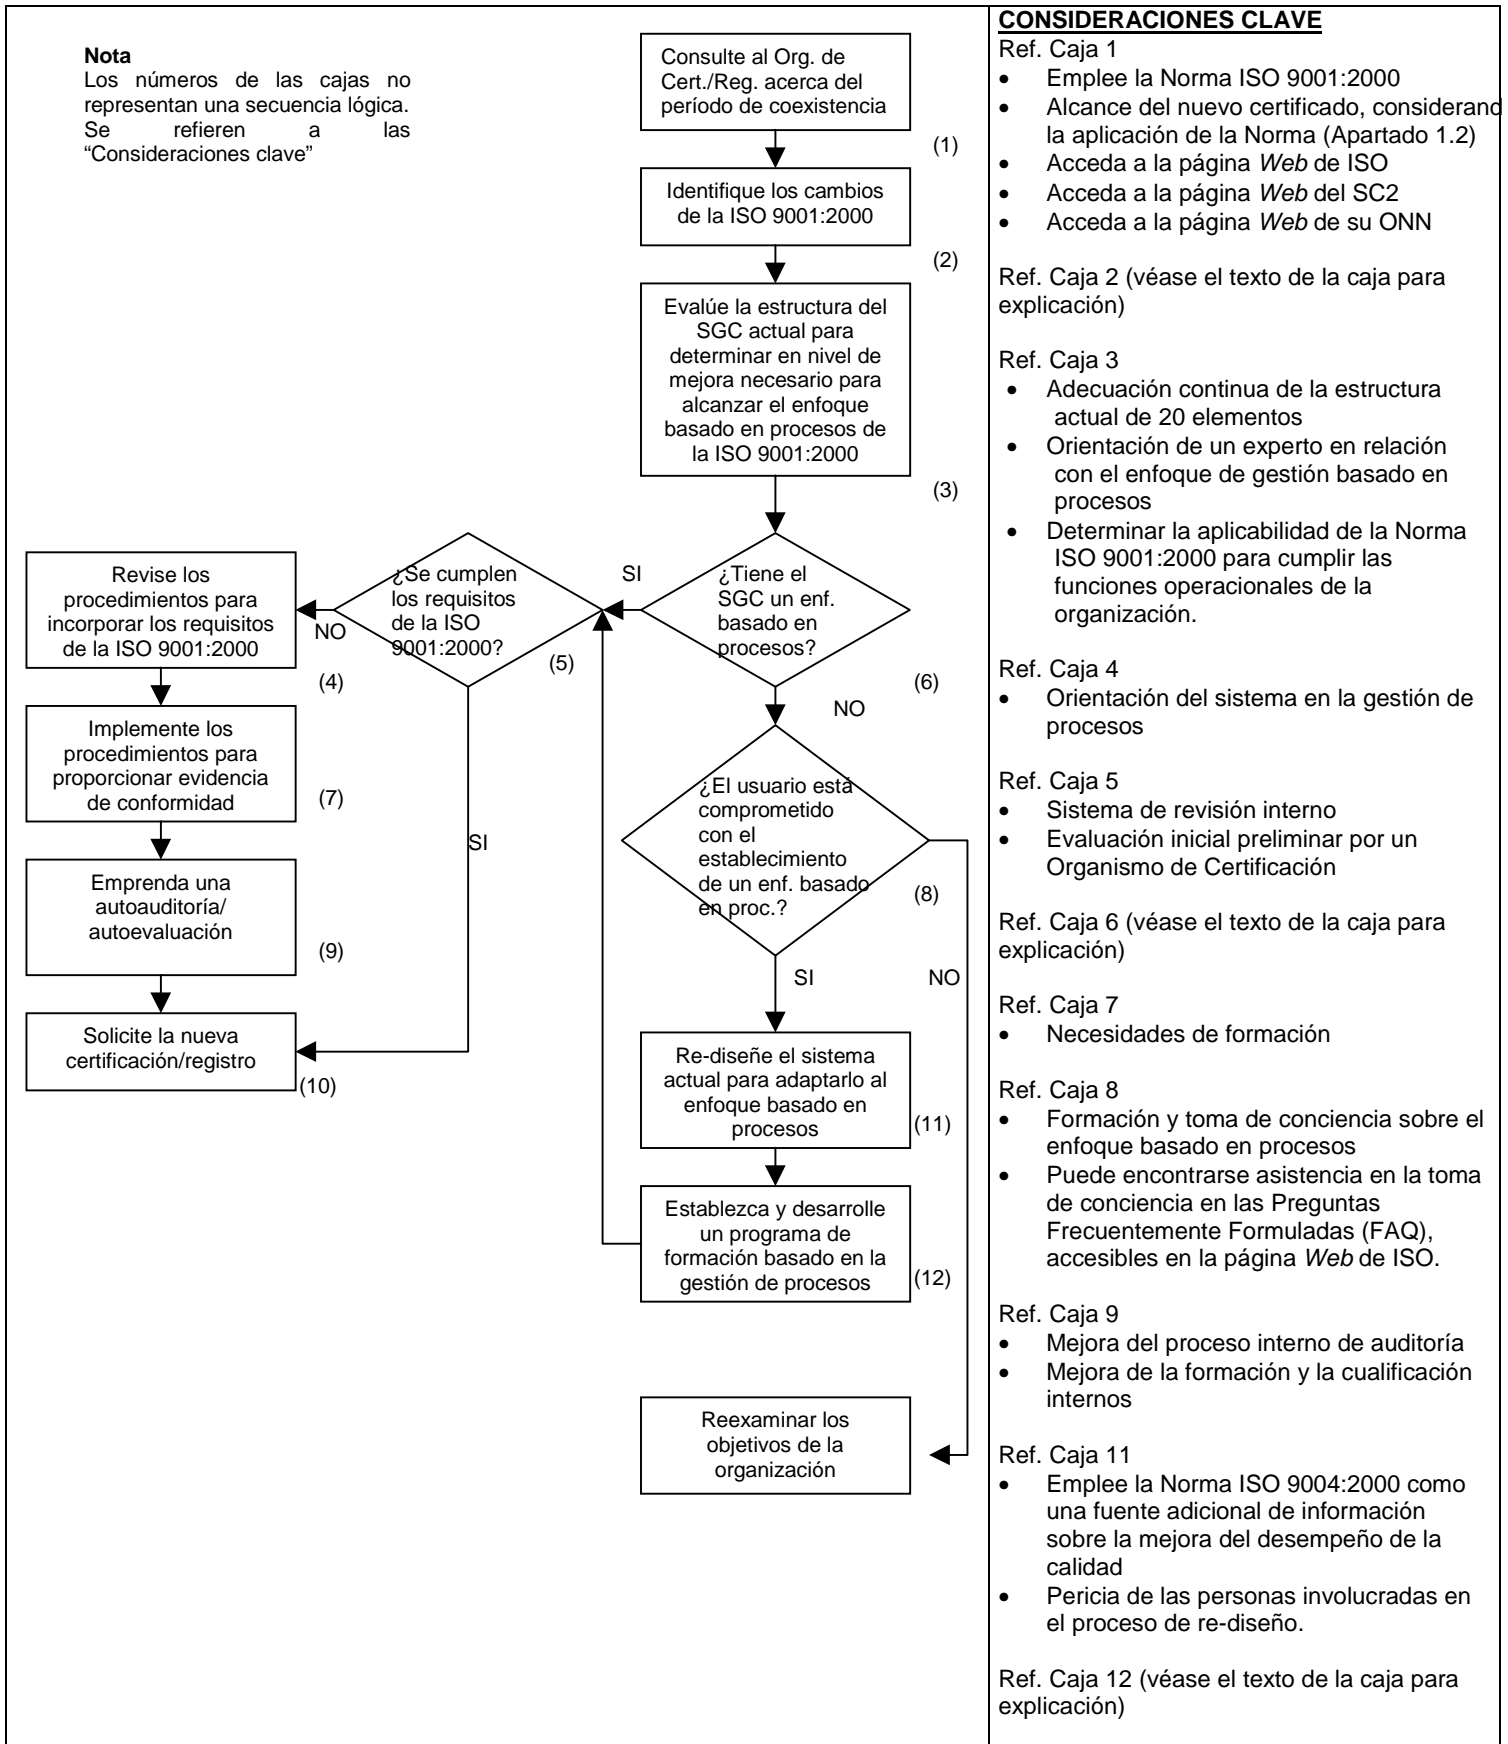 Nota
Los números de las cajas no
representan una secuencia lógica.
Se refieren a las
“Consideraciones clave”
Consulte al Org. de
Cert./Reg. acerca del
período de coexistencia
(1)
Identifique los cambios
de la ISO 9001:2000
(2)
Evalúe la estructura del
SGC actual para
determinar en nivel de
mejora necesario para
alcanzar el enfoque
basado en procesos de
la ISO 9001:2000
(3)
¿Tiene el
SGC un enf.
basado en
procesos?
(6)
SI
NO
¿Se cumplen
los requisitos
de la ISO
9001:2000?
(5)
NO
SI
Revise los
procedimientos para
incorporar los requisitos
de la ISO 9001:2000
(4)
Implemente los
procedimientos para
proporcionar evidencia
de conformidad
(7)
Emprenda una
autoauditoría/
autoevaluación
(9)
Solicite la nueva
certificación/registro
(10)
¿El usuario está
comprometido
con el
establecimiento
de un enf. basado
en proc.?
(8)
SI
NO
Re-diseñe el sistema
actual para adaptarlo al
enfoque basado en
procesos
(11)
Establezca y desarrolle
un programa de
formación basado en la
gestión de procesos
(12)
Reexaminar los
objetivos de la
organización
CONSIDERACIONES CLAVE
Ref. Caja 1
• Emplee la Norma ISO 9001:2000
• Alcance del nuevo certificado, considerand
la aplicación de la Norma (Apartado 1.2)
• Acceda a la página Web de ISO
• Acceda a la página Web del SC2
• Acceda a la página Web de su ONN
Ref. Caja 2 (véase el texto de la caja para
explicación)
Ref. Caja 3
• Adecuación continua de la estructura
actual de 20 elementos
• Orientación de un experto en relación
con el enfoque de gestión basado en
procesos
• Determinar la aplicabilidad de la Norma
ISO 9001:2000 para cumplir las
funciones operacionales de la
organización.
Ref. Caja 4
• Orientación del sistema en la gestión de
procesos
Ref. Caja 5
• Sistema de revisión interno
• Evaluación inicial preliminar por un
Organismo de Certificación
Ref. Caja 6 (véase el texto de la caja para
explicación)
Ref. Caja 7
• Necesidades de formación
Ref. Caja 8
• Formación y toma de conciencia sobre el
enfoque basado en procesos
• Puede encontrarse asistencia en la toma
de conciencia en las Preguntas
Frecuentemente Formuladas (FAQ),
accesibles en la página Web de ISO.
Ref. Caja 9
• Mejora del proceso interno de auditoría
• Mejora de la formación y la cualificación
internos
Ref. Caja 11
• Emplee la Norma ISO 9004:2000 como
una fuente adicional de información
sobre la mejora del desempeño de la
calidad
• Pericia de las personas involucradas en
el proceso de re-diseño.
Ref. Caja 12 (véase el texto de la caja para
explicación)